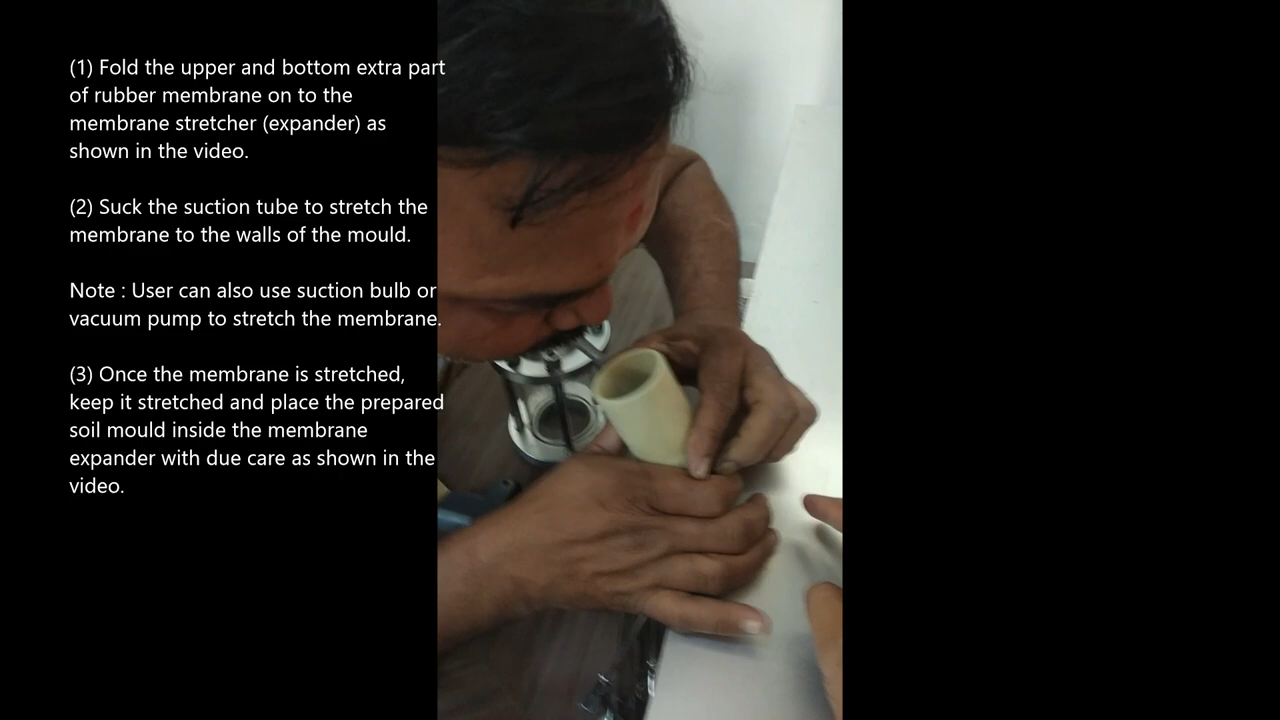 (1) Fold the upper and bottom extra part
of rubber membrane on to the
membrane stretcher (expander) as
shown in the video.
(2) Suck the suction tube to stretch the
membrane to the walls of the mould.
Note : User can also use suction bulb or
vacuum pump to stretch the membrane.
(3) Once the membrane is stretched,
keep it stretched and place the prepared
soil mould inside the membrane
expander with due care as shown in the
video.